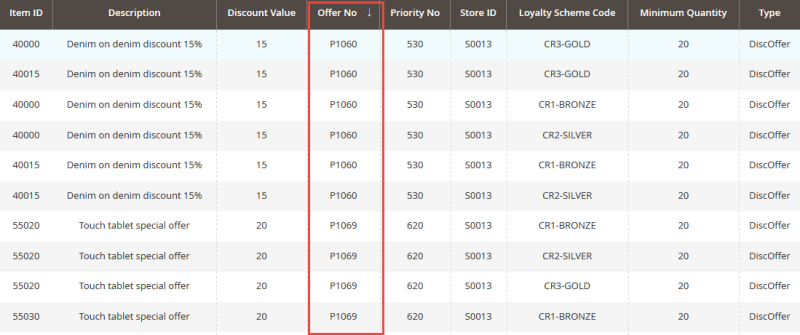 Item ID Description Discount Value Offer No ↓ Priority No Store ID Loyalty Scheme Code Minimum Quantity Type
40000 Denim on denim discount 15% 15 P1060 530 S0013 CR3-GOLD 20 DiscOffer
40015 Denim on denim discount 15% 15 P1060 530 S0013 CR3-GOLD 20 DiscOffer
40000 Denim on denim discount 15% 15 P1060 530 S0013 CR1-BRONZE 20 DiscOffer
40000 Denim on denim discount 15% 15 P1060 530 S0013 CR2-SILVER 20 DiscOffer
40015 Denim on denim discount 15% 15 P1060 530 S0013 CR1-BRONZE 20 DiscOffer
40015 Denim on denim discount 15% 15 P1060 530 S0013 CR2-SILVER 20 DiscOffer
55020 Touch tablet special offer 20 P1069 620 S0013 CR1-BRONZE 20 DiscOffer
55020 Touch tablet special offer 20 P1069 620 S0013 CR2-SILVER 20 DiscOffer
55020 Touch tablet special offer 20 P1069 620 S0013 CR3-GOLD 20 DiscOffer
55030 Touch tablet special offer 20 P1069 620 S0013 CR1-BRONZE 20 DiscOffer